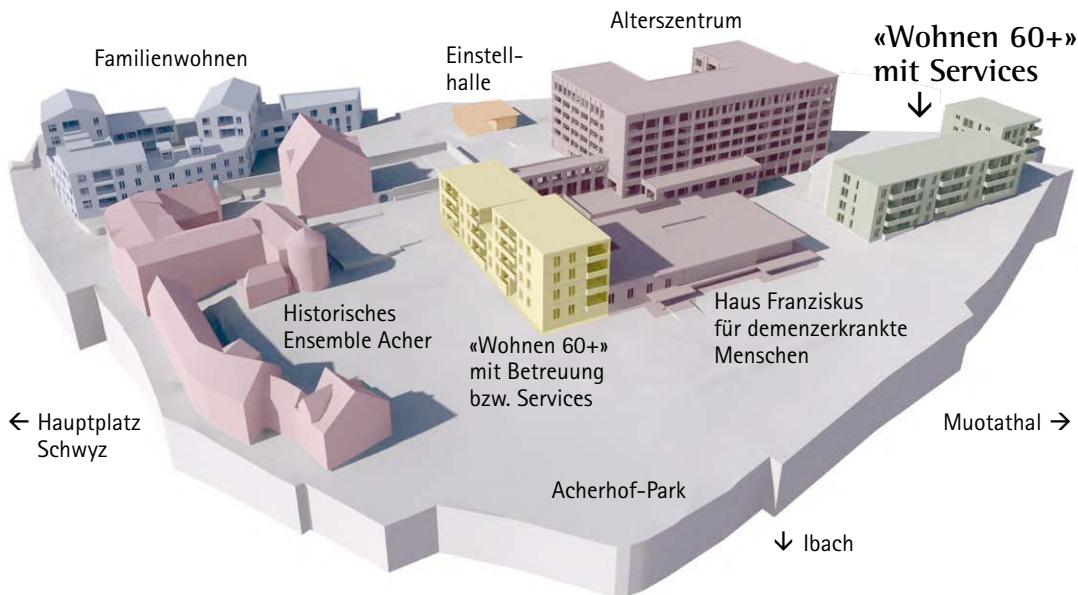 Familienwohnen
Einstell-
halle
Alterszentrum
«Wohnen 60+»
mit Services
↓
Historisches
Ensemble Acher
«Wohnen 60+»
mit Betreuung
bzw. Services
Haus Franziskus
für demenzerkrankte
Menschen
← Hauptplatz
Schwyz
Muotathal →
Acherhof-Park
↓ Ibach